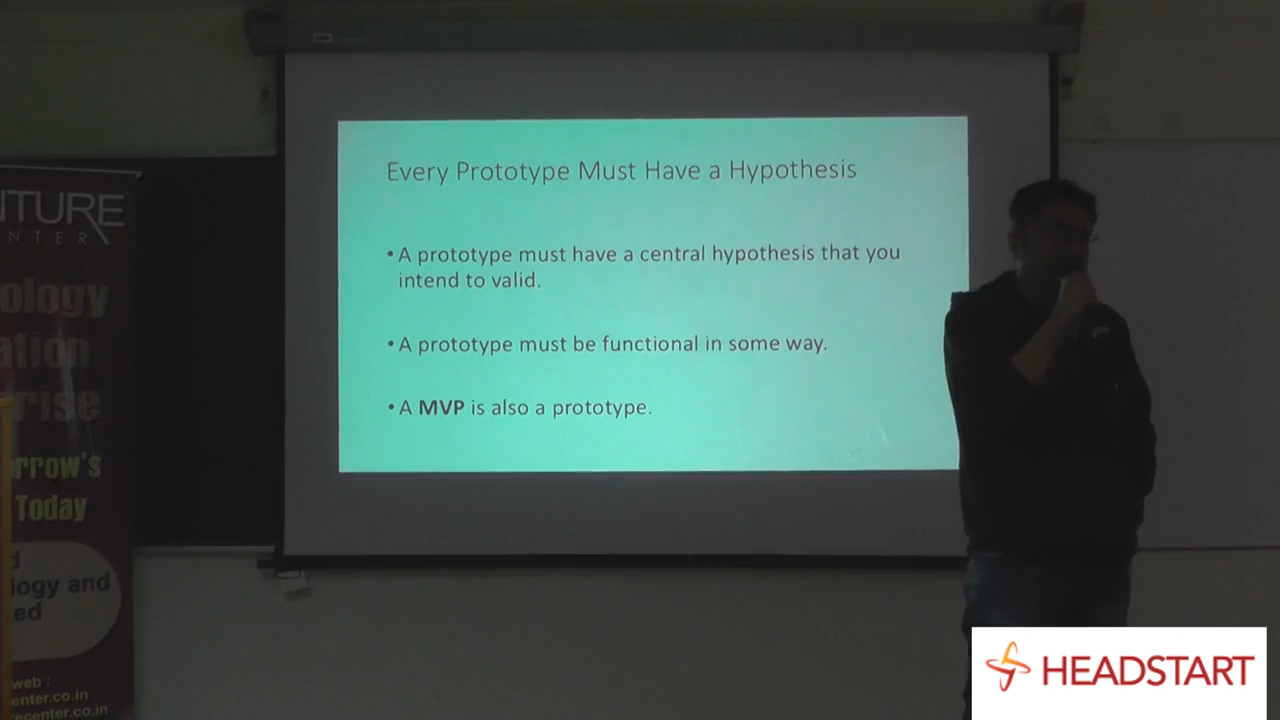 Every Prototype Must Have a Hypothesis
•A prototype must have a central hypothesis that you
intend to valid.
•A prototype must be functional in some way.
•A MVP is also a prototype.
NTURE
NTER
ology
ation
rise
rrow's
Today
d
logy and
ed
web :
enter.co.in
ecenter.co.in
HEADSTART